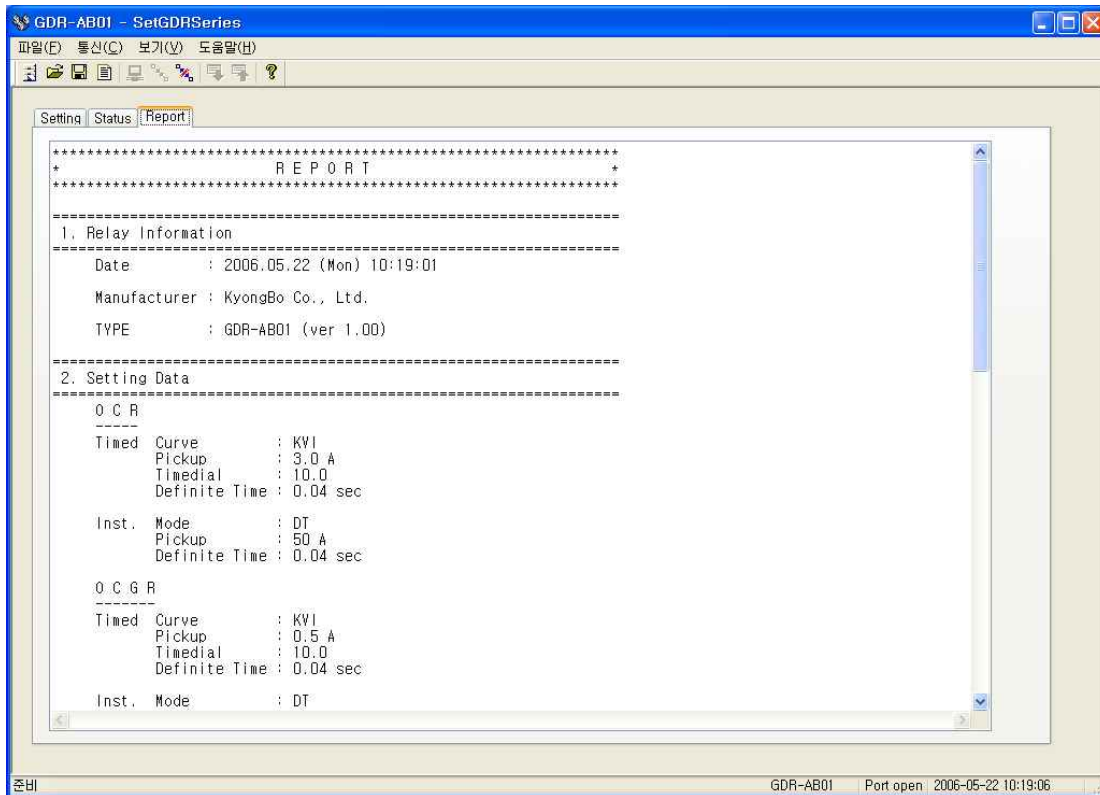 GDR-AB01 - SetGDRSeries
파일(F) 통신(C) 보기(V) 도움말(H)
Setting Status Report
********************************************************************
* R E P O R T *
********************************************************************
====================================================================
1. Relay Information
====================================================================
Date : 2006.05.22 (Mon) 10:19:01
Manufacturer : KyongBo Co., Ltd.
TYPE : GDR-AB01 (ver 1.00)
====================================================================
2. Setting Data
====================================================================
O C R
-----
Timed Curve : KVI
Pickup : 3.0 A
Timedial : 10.0
Definite Time : 0.04 sec
Inst. Mode : DT
Pickup : 50 A
Definite Time : 0.04 sec
O C G R
-------
Timed Curve : KVI
Pickup : 0.5 A
Timedial : 10.0
Definite Time : 0.04 sec
Inst. Mode : DT
준비 GDR-AB01 Port open 2006-05-22 10:19:06